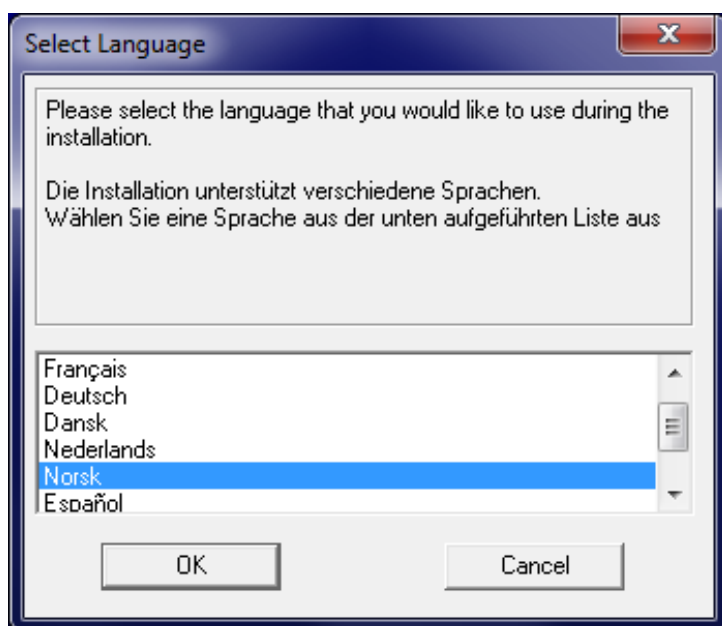 Select Language
Please select the language that you would like to use during the
installation.
Die Installation unterstützt verschiedene Sprachen.
Wählen Sie eine Sprache aus der unten aufgeführten Liste aus
Français
Deutsch
Dansk
Nederlands
Norsk
Español
OK
Cancel